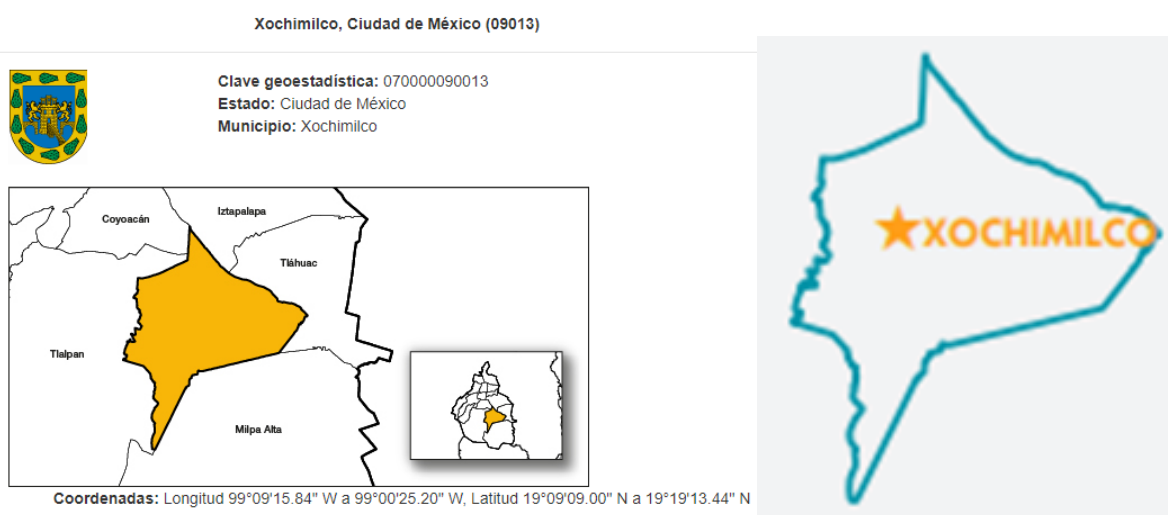 Xochimilco, Ciudad de México (09013)
Clave geoestadística: 070000090013
Estado: Ciudad de México
Municipio: Xochimilco
Coyoacán
Iztapalapa
Tláhuac
Tlalpan
Milpa Alta
Coordenadas: Longitud 99°09'15.84" W a 99°00'25.20" W, Latitud 19°09'09.00" N a 19°19'13.44" N
XOCHIMILCO